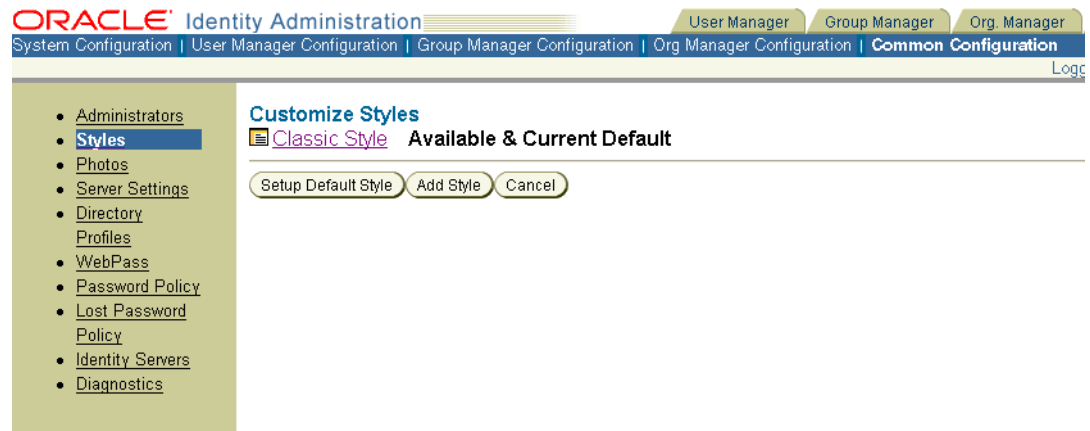 ORACLE Identity Administration
User Manager Group Manager Org. Manager
System Configuration | User Manager Configuration | Group Manager Configuration | Org Manager Configuration | Common Configuration
Logg
Administrators
Styles
Photos
Server Settings
Directory
Profiles
WebPass
Password Policy
Lost Password
Policy
Identity Servers
Diagnostics
Customize Styles
Classic Style Available & Current Default
Setup Default Style Add Style Cancel